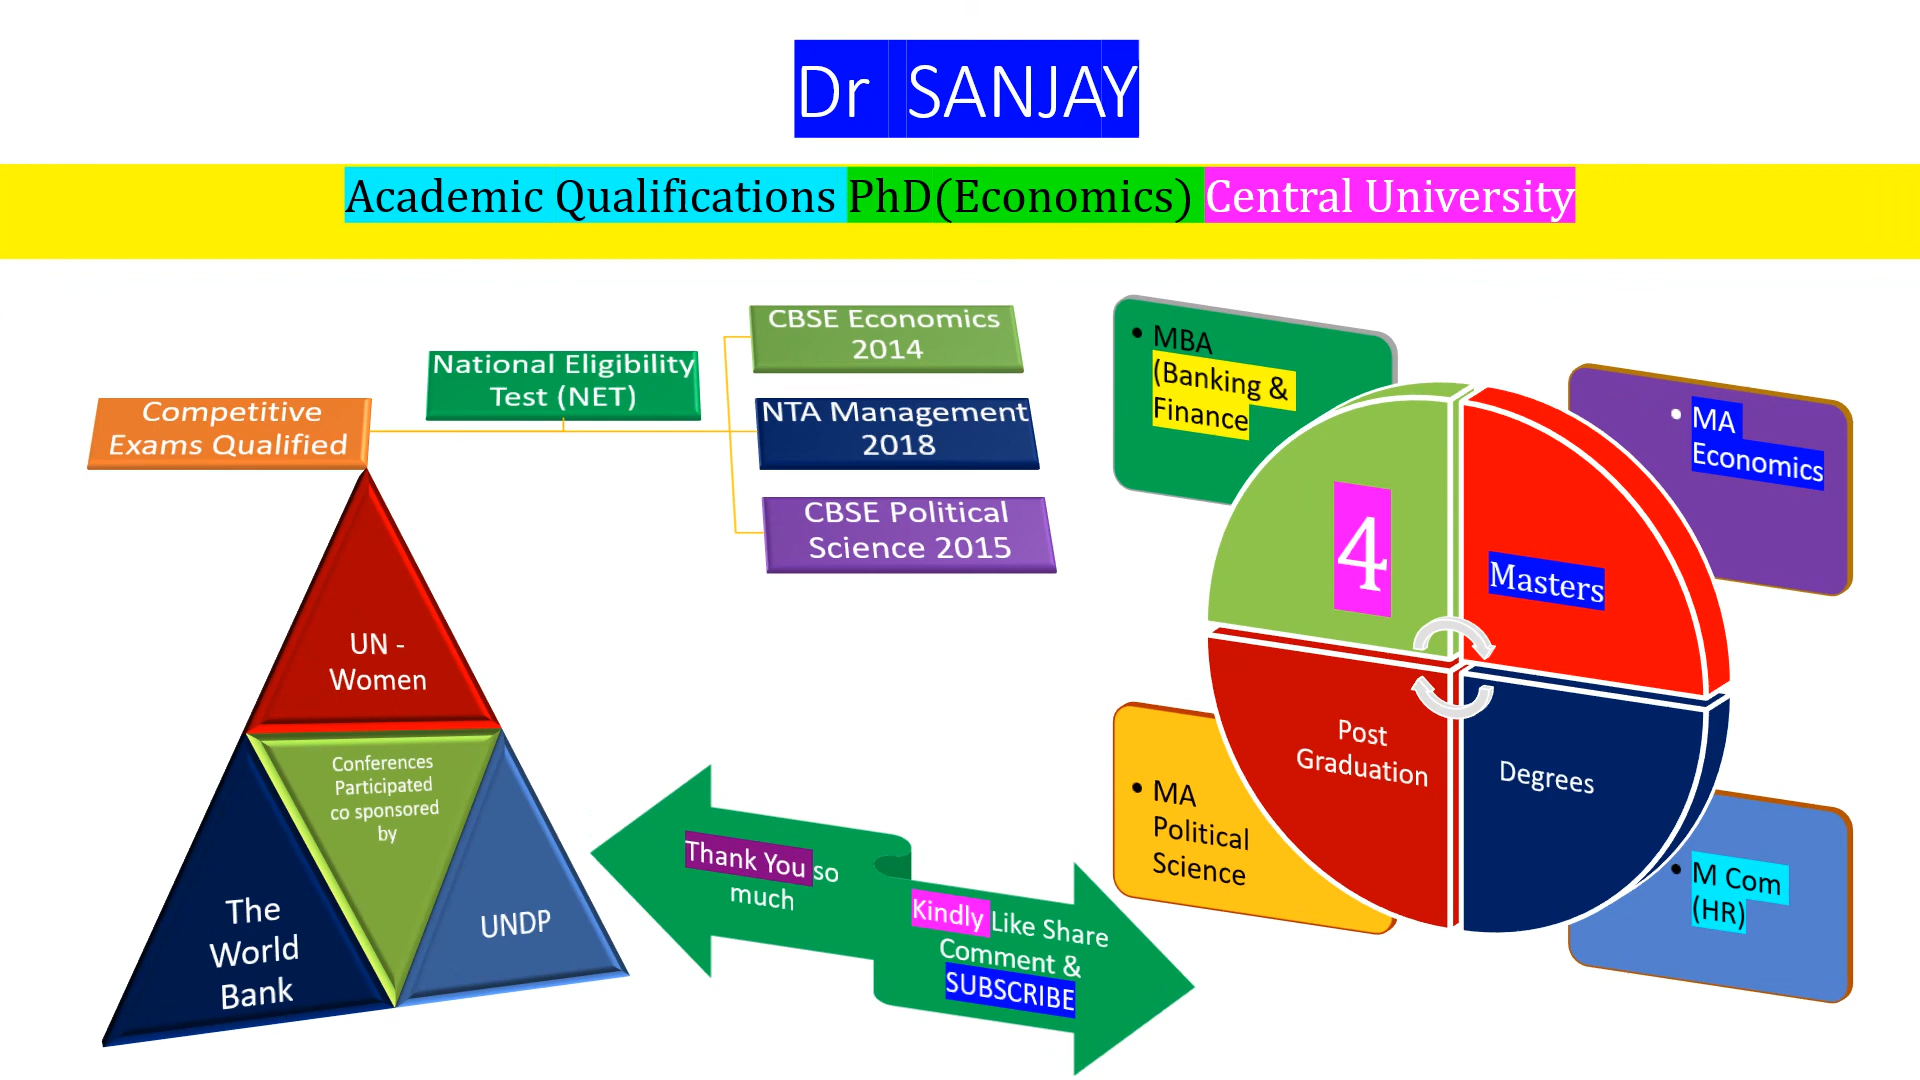 Dr SANJAY
Academic Qualifications PhD(Economics) Central University
Competitive
Exams Qualified
National Eligibility
Test (NET)
CBSE Economics
2014
NTA Management
2018
CBSE Political
Science 2015
UN -
Women
Conferences
Participated
co sponsored
by
The
World
Bank
UNDP
Thank You so
much
Kindly Like Share
Comment &
SUBSCRIBE
• MBA
(Banking &
Finance
• MA
Economics
4
Masters
Post
Graduation
Degrees
• MA
Political
Science
• M Com
(HR)